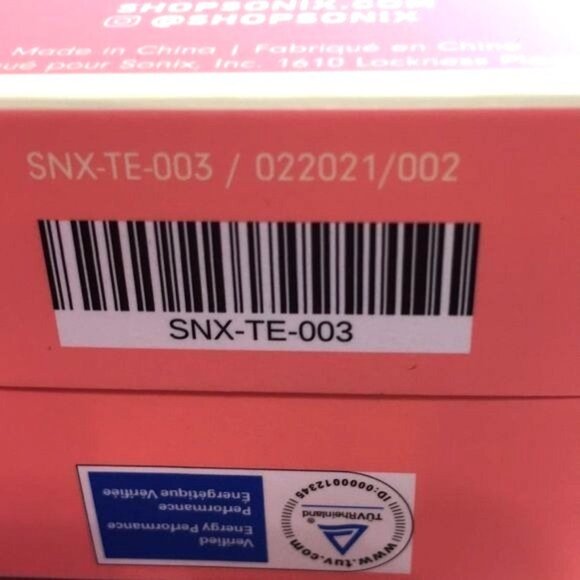 SHOPSONIX.COM
@SHOPSONIX
Made in China | Fabriqué en Chine
pour Sonix, Inc. 1610 Lockness
SNX-TE-003 / 022021/002
SNX-TE-003
Verified
Energy Performance
Performance
Énergétique Vérifiée
ID:0000012345
TÜVRheinland
®
www.tuv.com